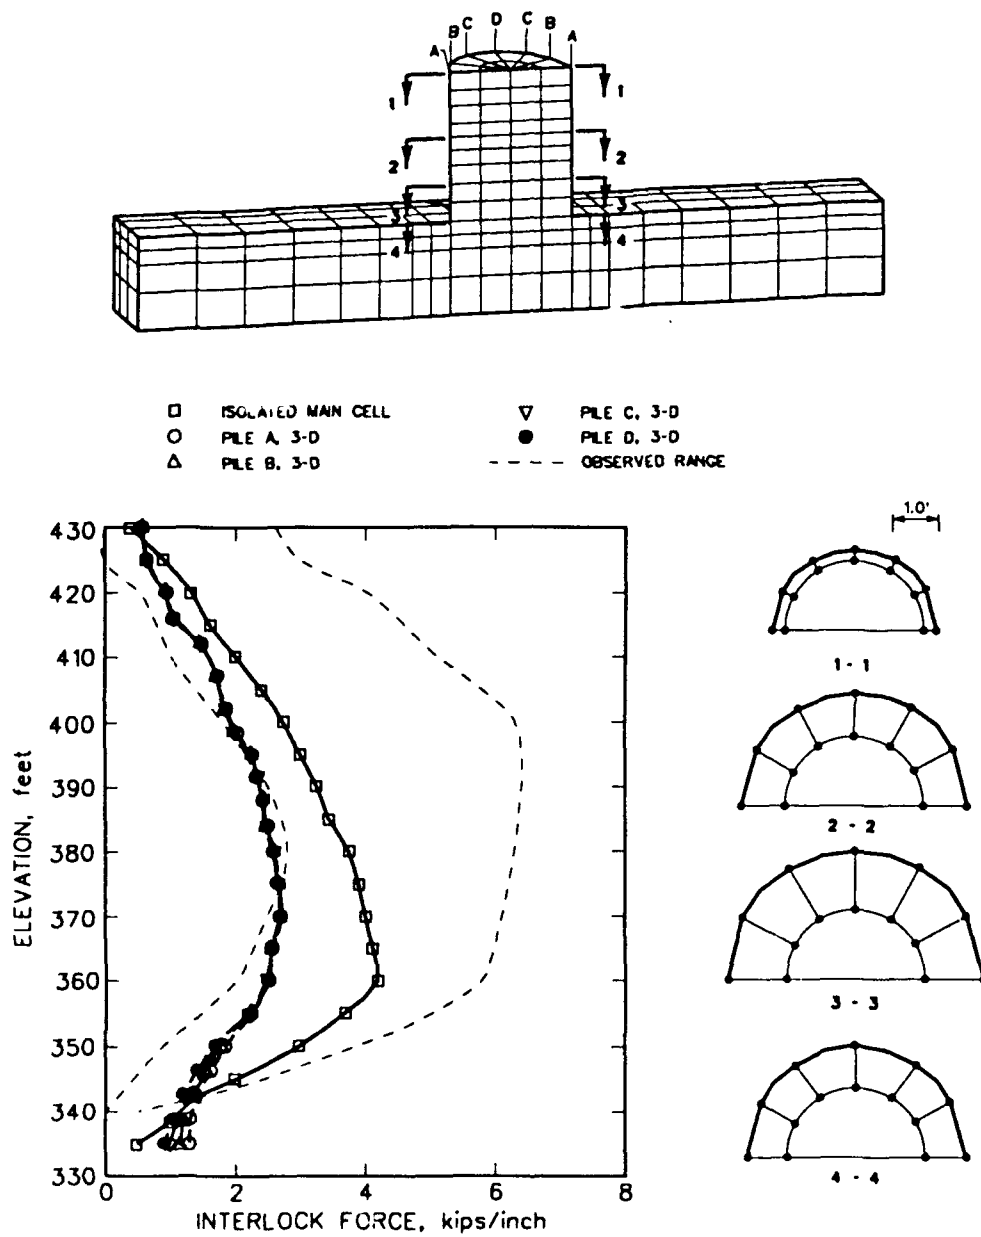 B C D C B
A A
1 1
2 2
3 3
4 4
ISOLATED MAIN CELL
PILE A, 3-D
PILE B, 3-D
PILE C, 3-D
PILE D, 3-D
OBSERVED RANGE
ELEVATION, feet
430
420
410
400
390
380
370
360
350
340
330
0 2 4 6 8
INTERLOCK FORCE, kips/inch
1.0'
1 - 1
2 - 2
3 - 3
4 - 4